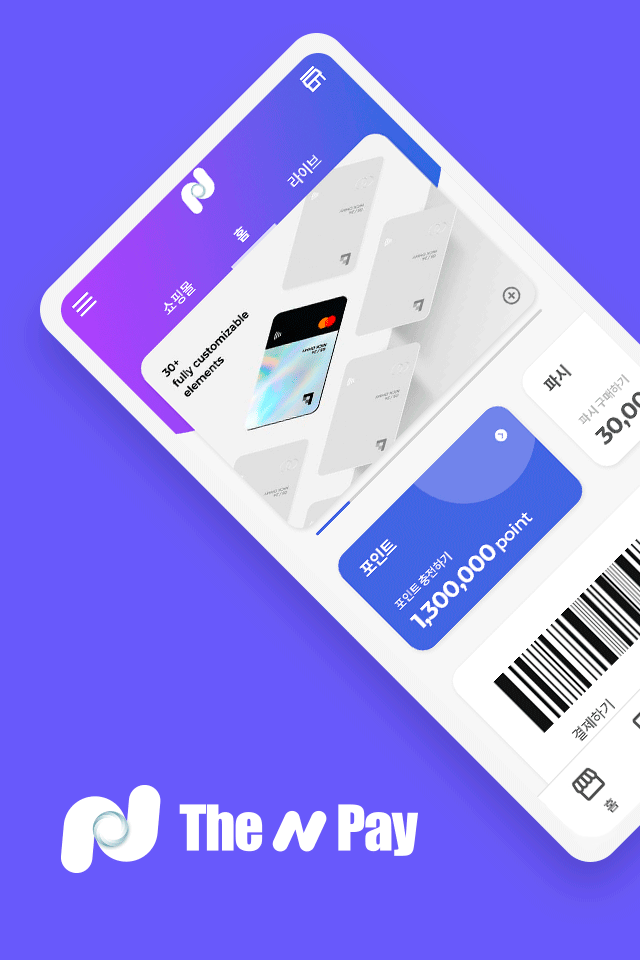 쇼핑몰
홈
라이브
30+
fully customizable
elements
포인트
포인트 충전하기
1,300,000 point
파시
파시 구매하기
30,00
결제하기
홈
The N Pay